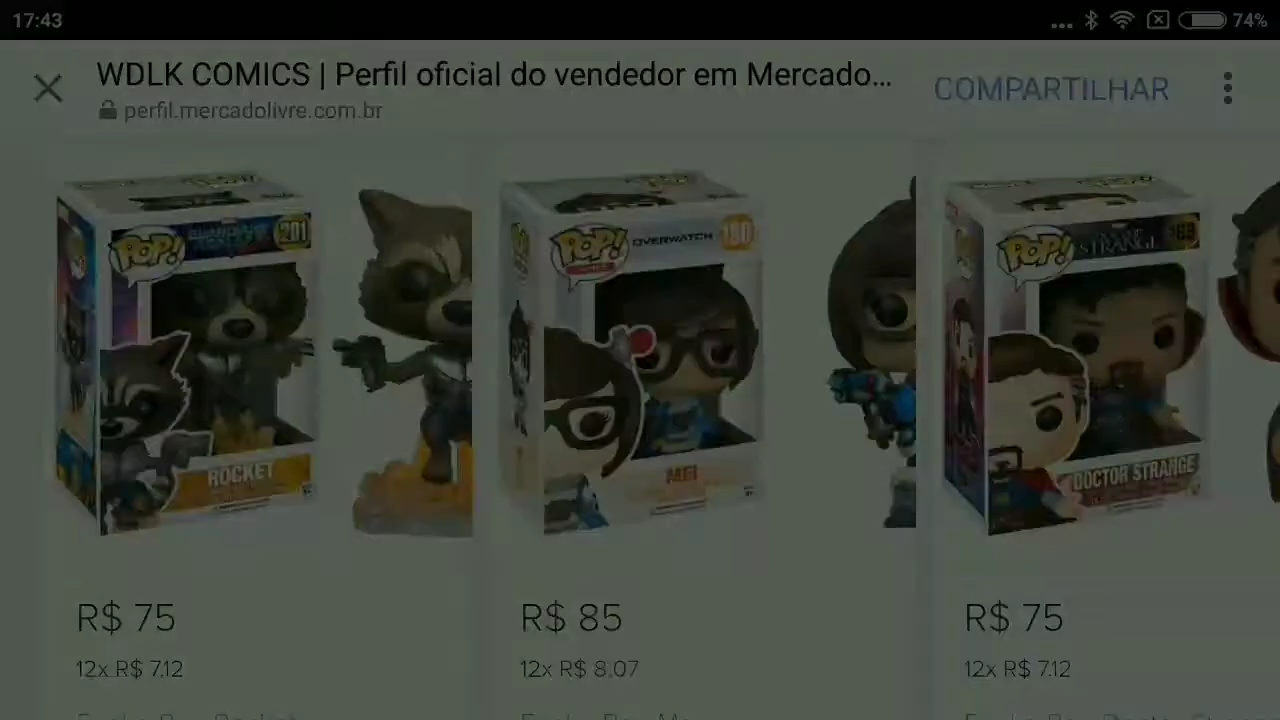 17:43
74%
WDLK COMICS | Perfil oficial do vendedor em Mercado...
COMPARTILHAR
perfil.mercadolivre.com.br
POP!
201
ROCKET
POP!
OVERWATCH
180
MEI
POP!
STRANGE
DOCTOR STRANGE
R$ 75
R$ 85
R$ 75
12x R$ 7.12
12x R$ 8.07
12x R$ 7.12